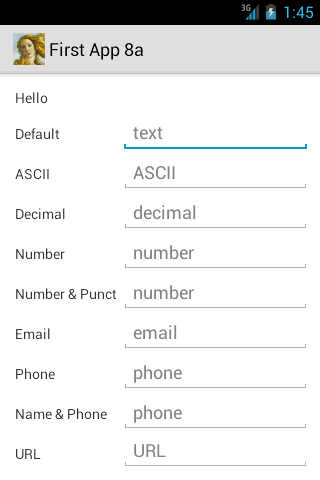 3G 1:45
First App 8a
Hello
Default text
ASCII ASCII
Decimal decimal
Number number
Number & Punct number
Email email
Phone phone
Name & Phone phone
URL URL